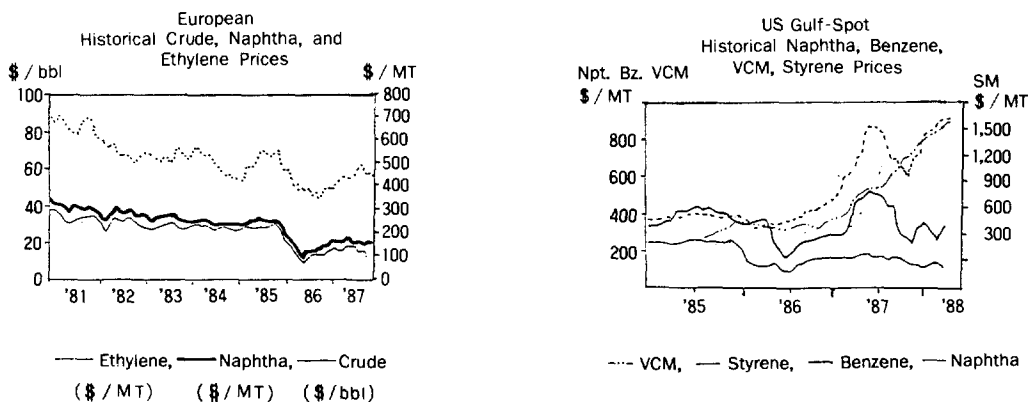 European
Historical Crude, Naphtha, and
Ethylene Prices
$ / bbl
$ / MT
100
80
60
40
20
0
800
700
600
500
400
300
200
100
0
'81 '82 '83 '84 '85 86 '87
Ethylene, Naphtha, Crude
($ / MT) ($ / MT) ($/bbl)
US Gulf-Spot
Historical Naphtha, Benzene,
VCM, Styrene Prices
Npt. Bz. VCM
$ / MT
SM
$ / MT
800
600
400
200
1,500
1,200
900
600
300
'85 '86 '87 '88
VCM, Styrene, Benzene, Naphtha